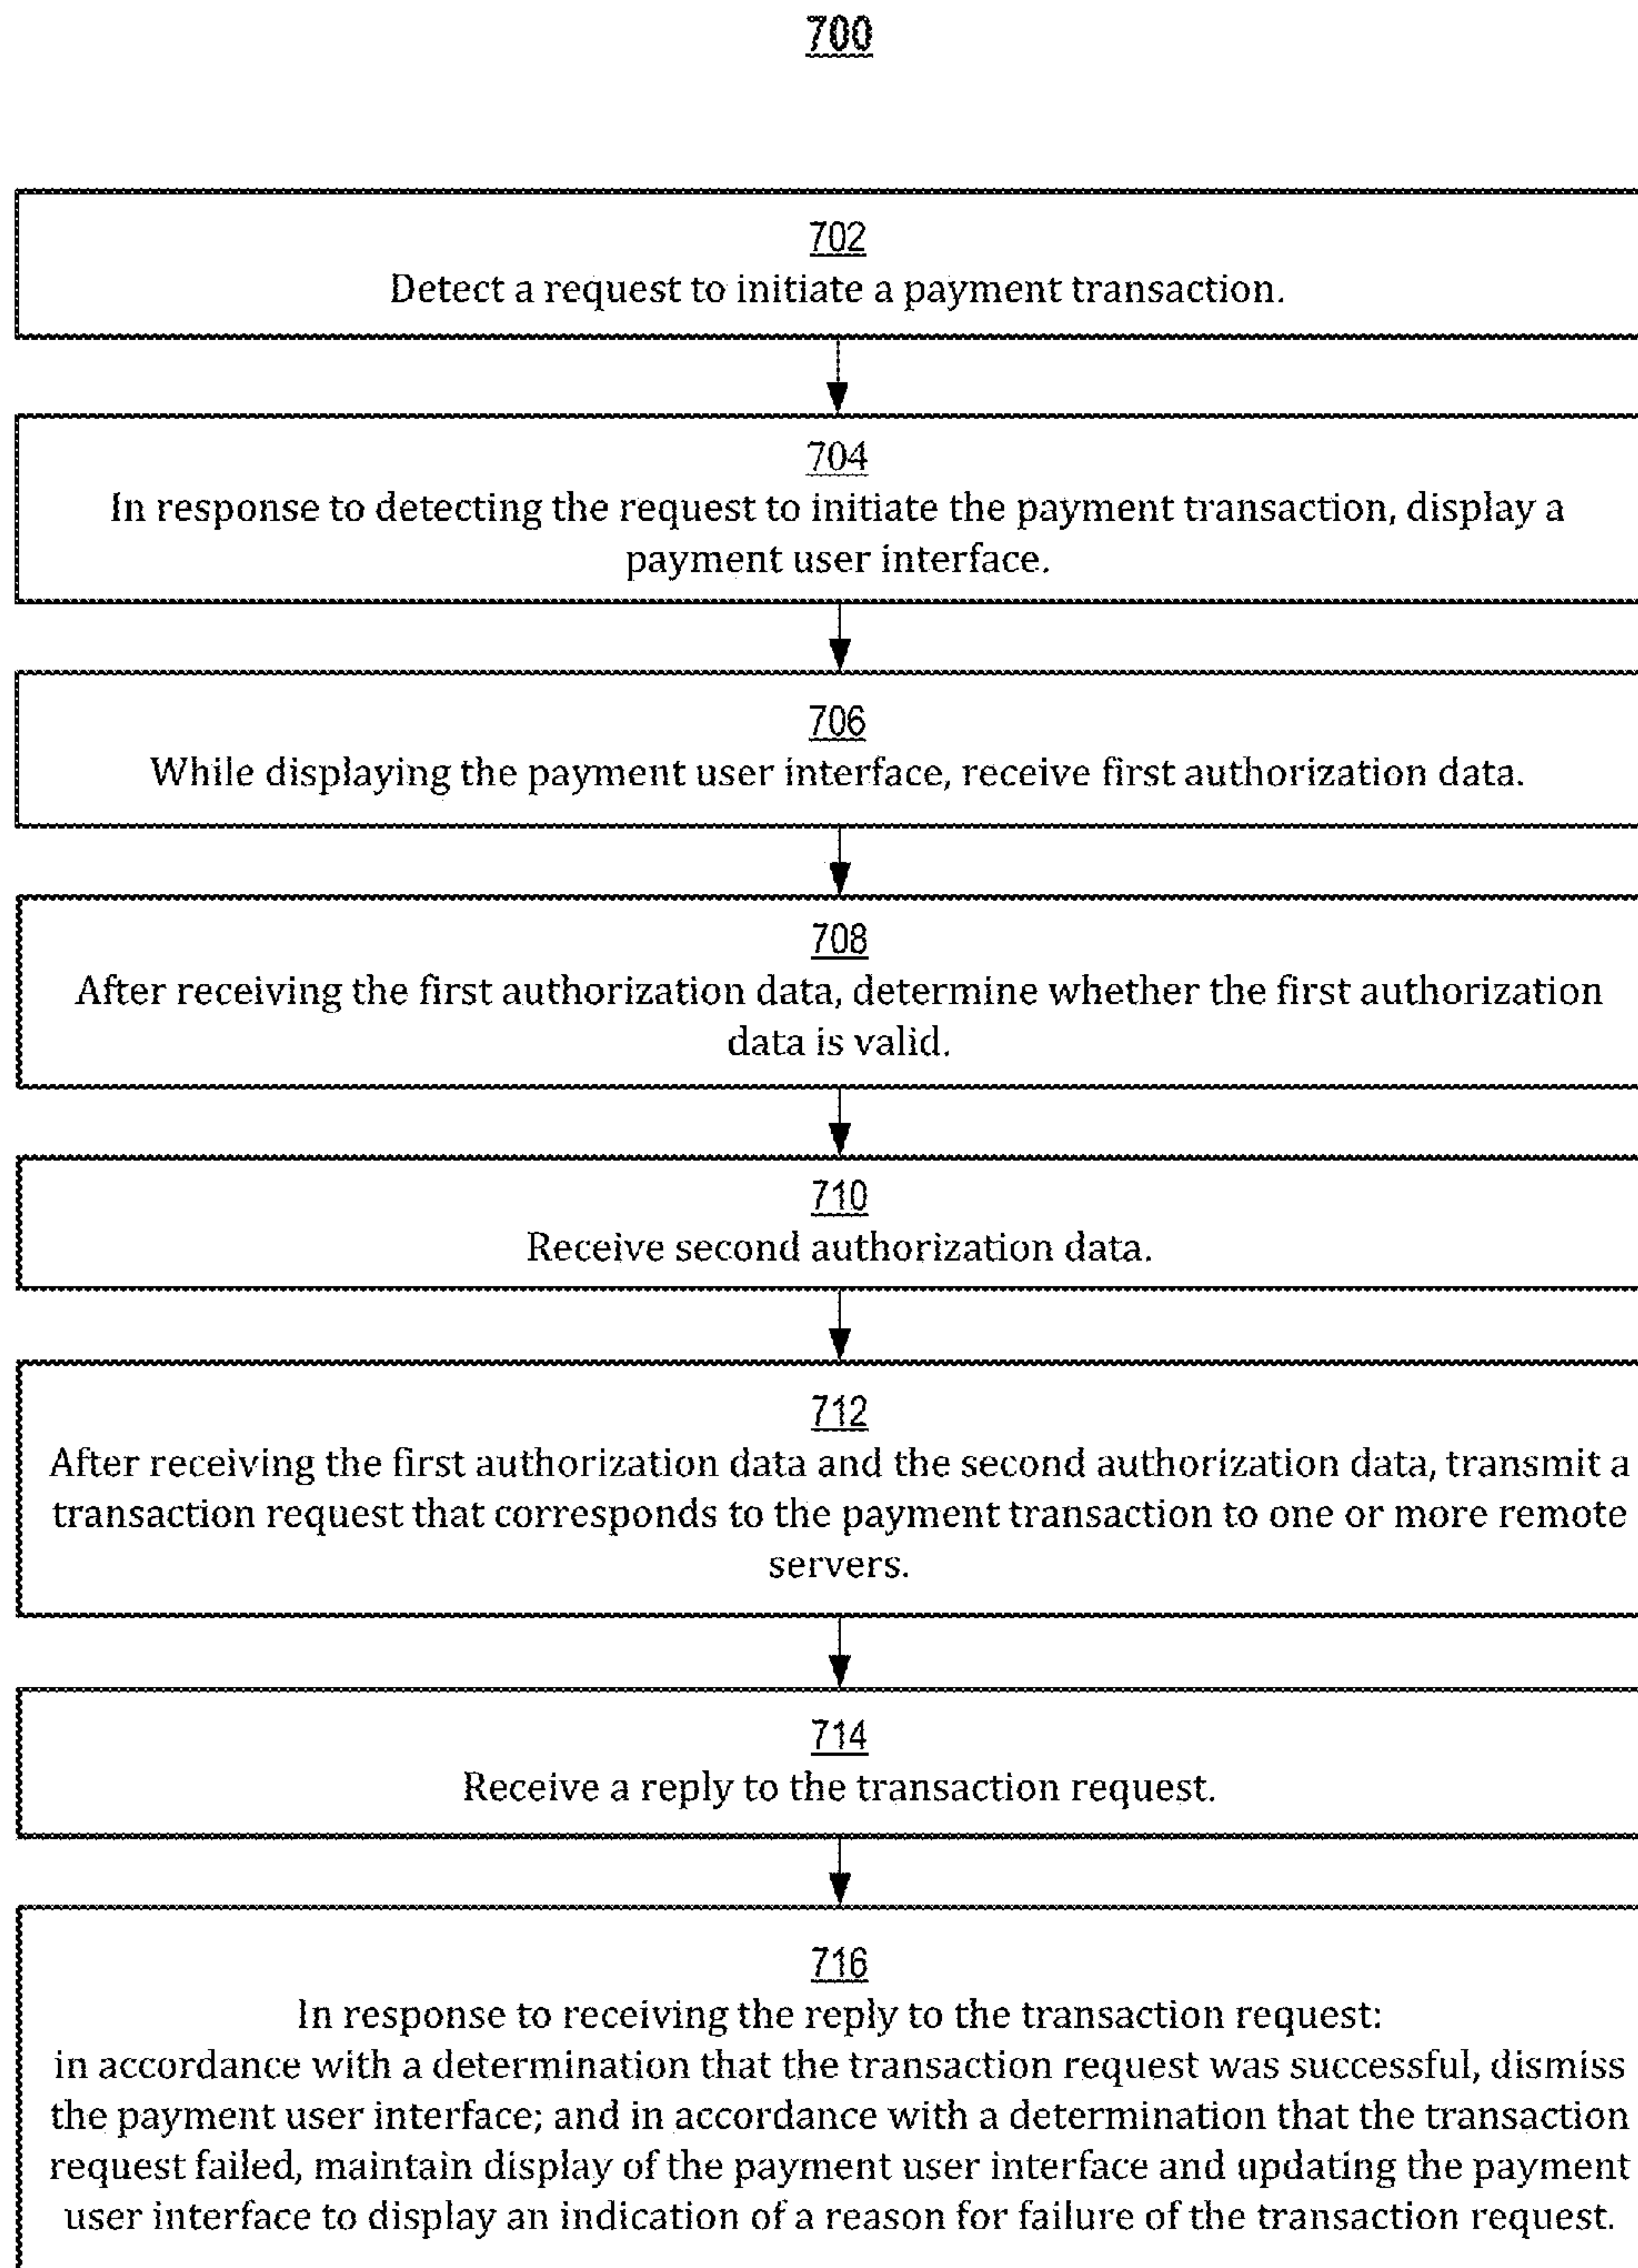 700
702
Detect a request to initiate a payment transaction.
704
In response to detecting the request to initiate the payment transaction, display a
payment user interface.
706
While displaying the payment user interface, receive first authorization data.
708
After receiving the first authorization data, determine whether the first authorization
data is valid.
710
Receive second authorization data.
712
After receiving the first authorization data and the second authorization data, transmit a
transaction request that corresponds to the payment transaction to one or more remote
servers.
714
Receive a reply to the transaction request.
716
In response to receiving the reply to the transaction request:
in accordance with a determination that the transaction request was successful, dismiss
the payment user interface; and in accordance with a determination that the transaction
request failed, maintain display of the payment user interface and updating the payment
user interface to display an indication of a reason for failure of the transaction request.